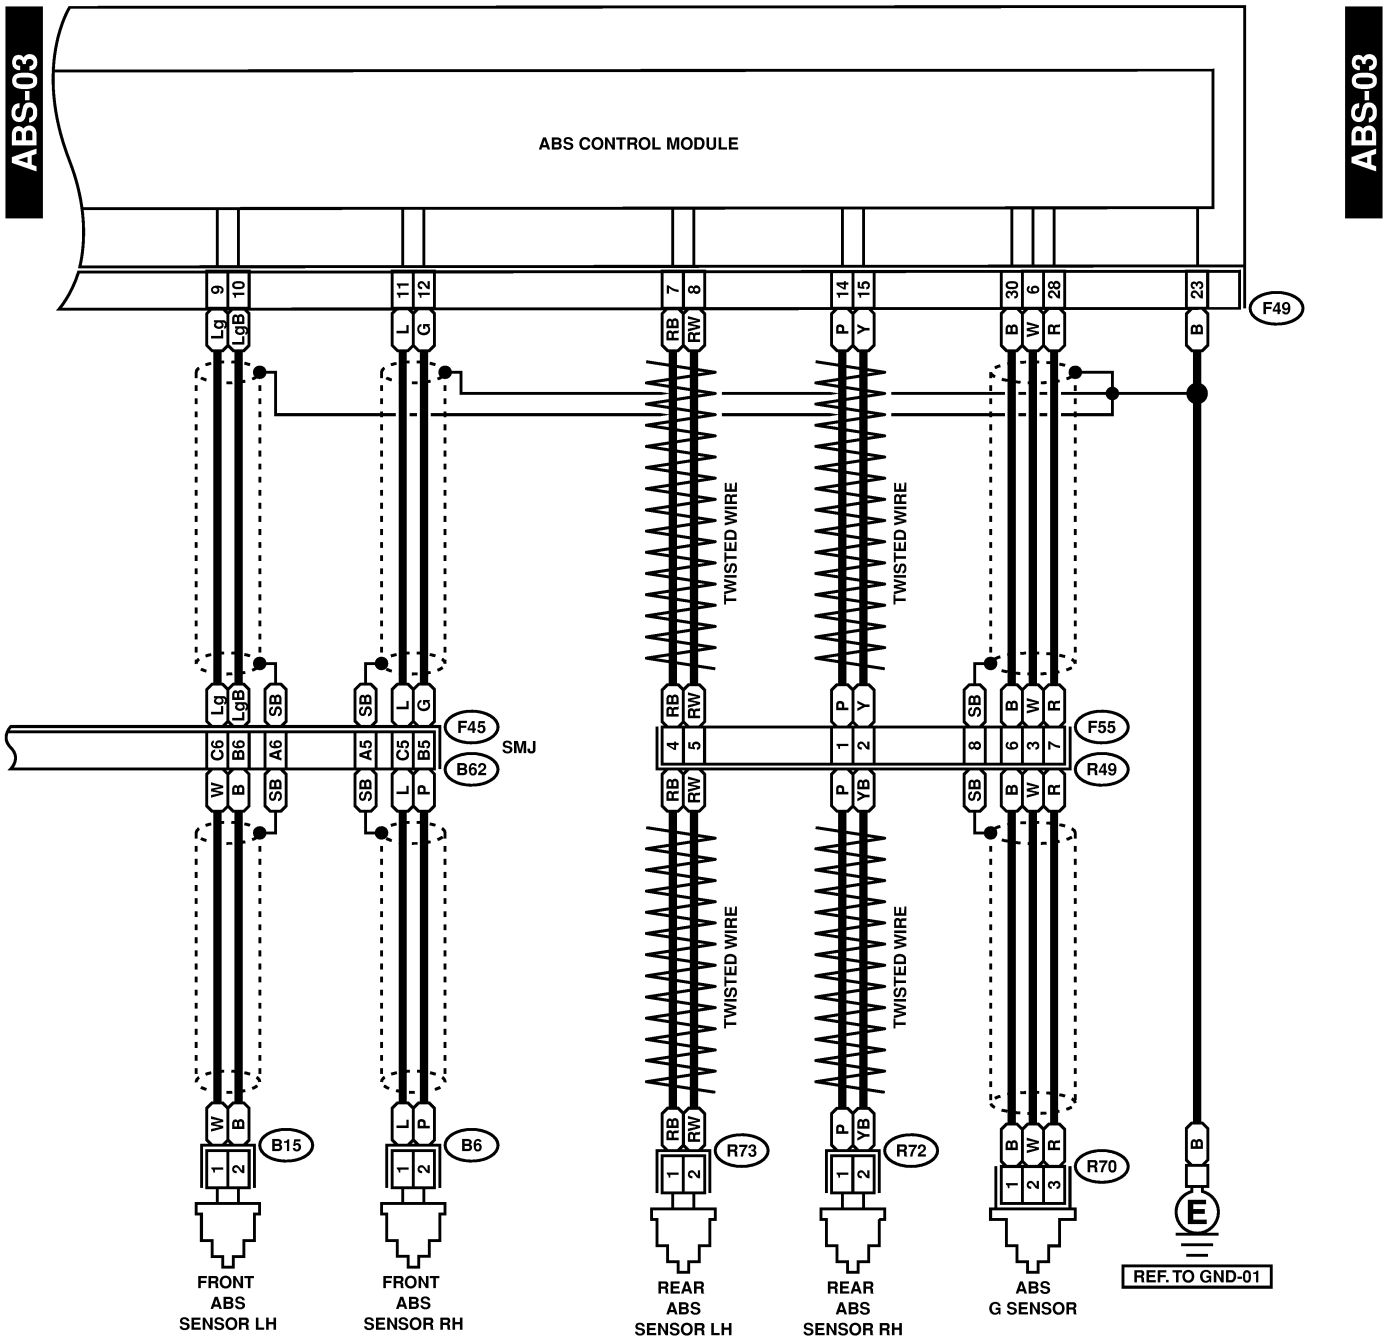 ABS-03
ABS-03
ABS CONTROL MODULE
9 10 11 12 7 8 14 15 30 6 28 23
F49
Lg LgB L G RB RW P Y B W R B
TWISTED WIRE
TWISTED WIRE
Lg LgB SB SB L G RB RW P Y SB B W R
F45
F55
C6 B6 A6 A5 C5 B5 SMJ 4 5 1 2 8 6 3 7
B62
R49
W B SB SB L P RB RW P YB SB B W R
TWISTED WIRE
TWISTED WIRE
W B L P RB RW P YB B W R B
B15
B6
R73
R72
R70
1 2 1 2 1 2 1 2 1 2 3
E
REF. TO GND-01
FRONT
ABS
SENSOR LH
FRONT
ABS
SENSOR RH
REAR
ABS
SENSOR LH
REAR
ABS
SENSOR RH
ABS
G SENSOR